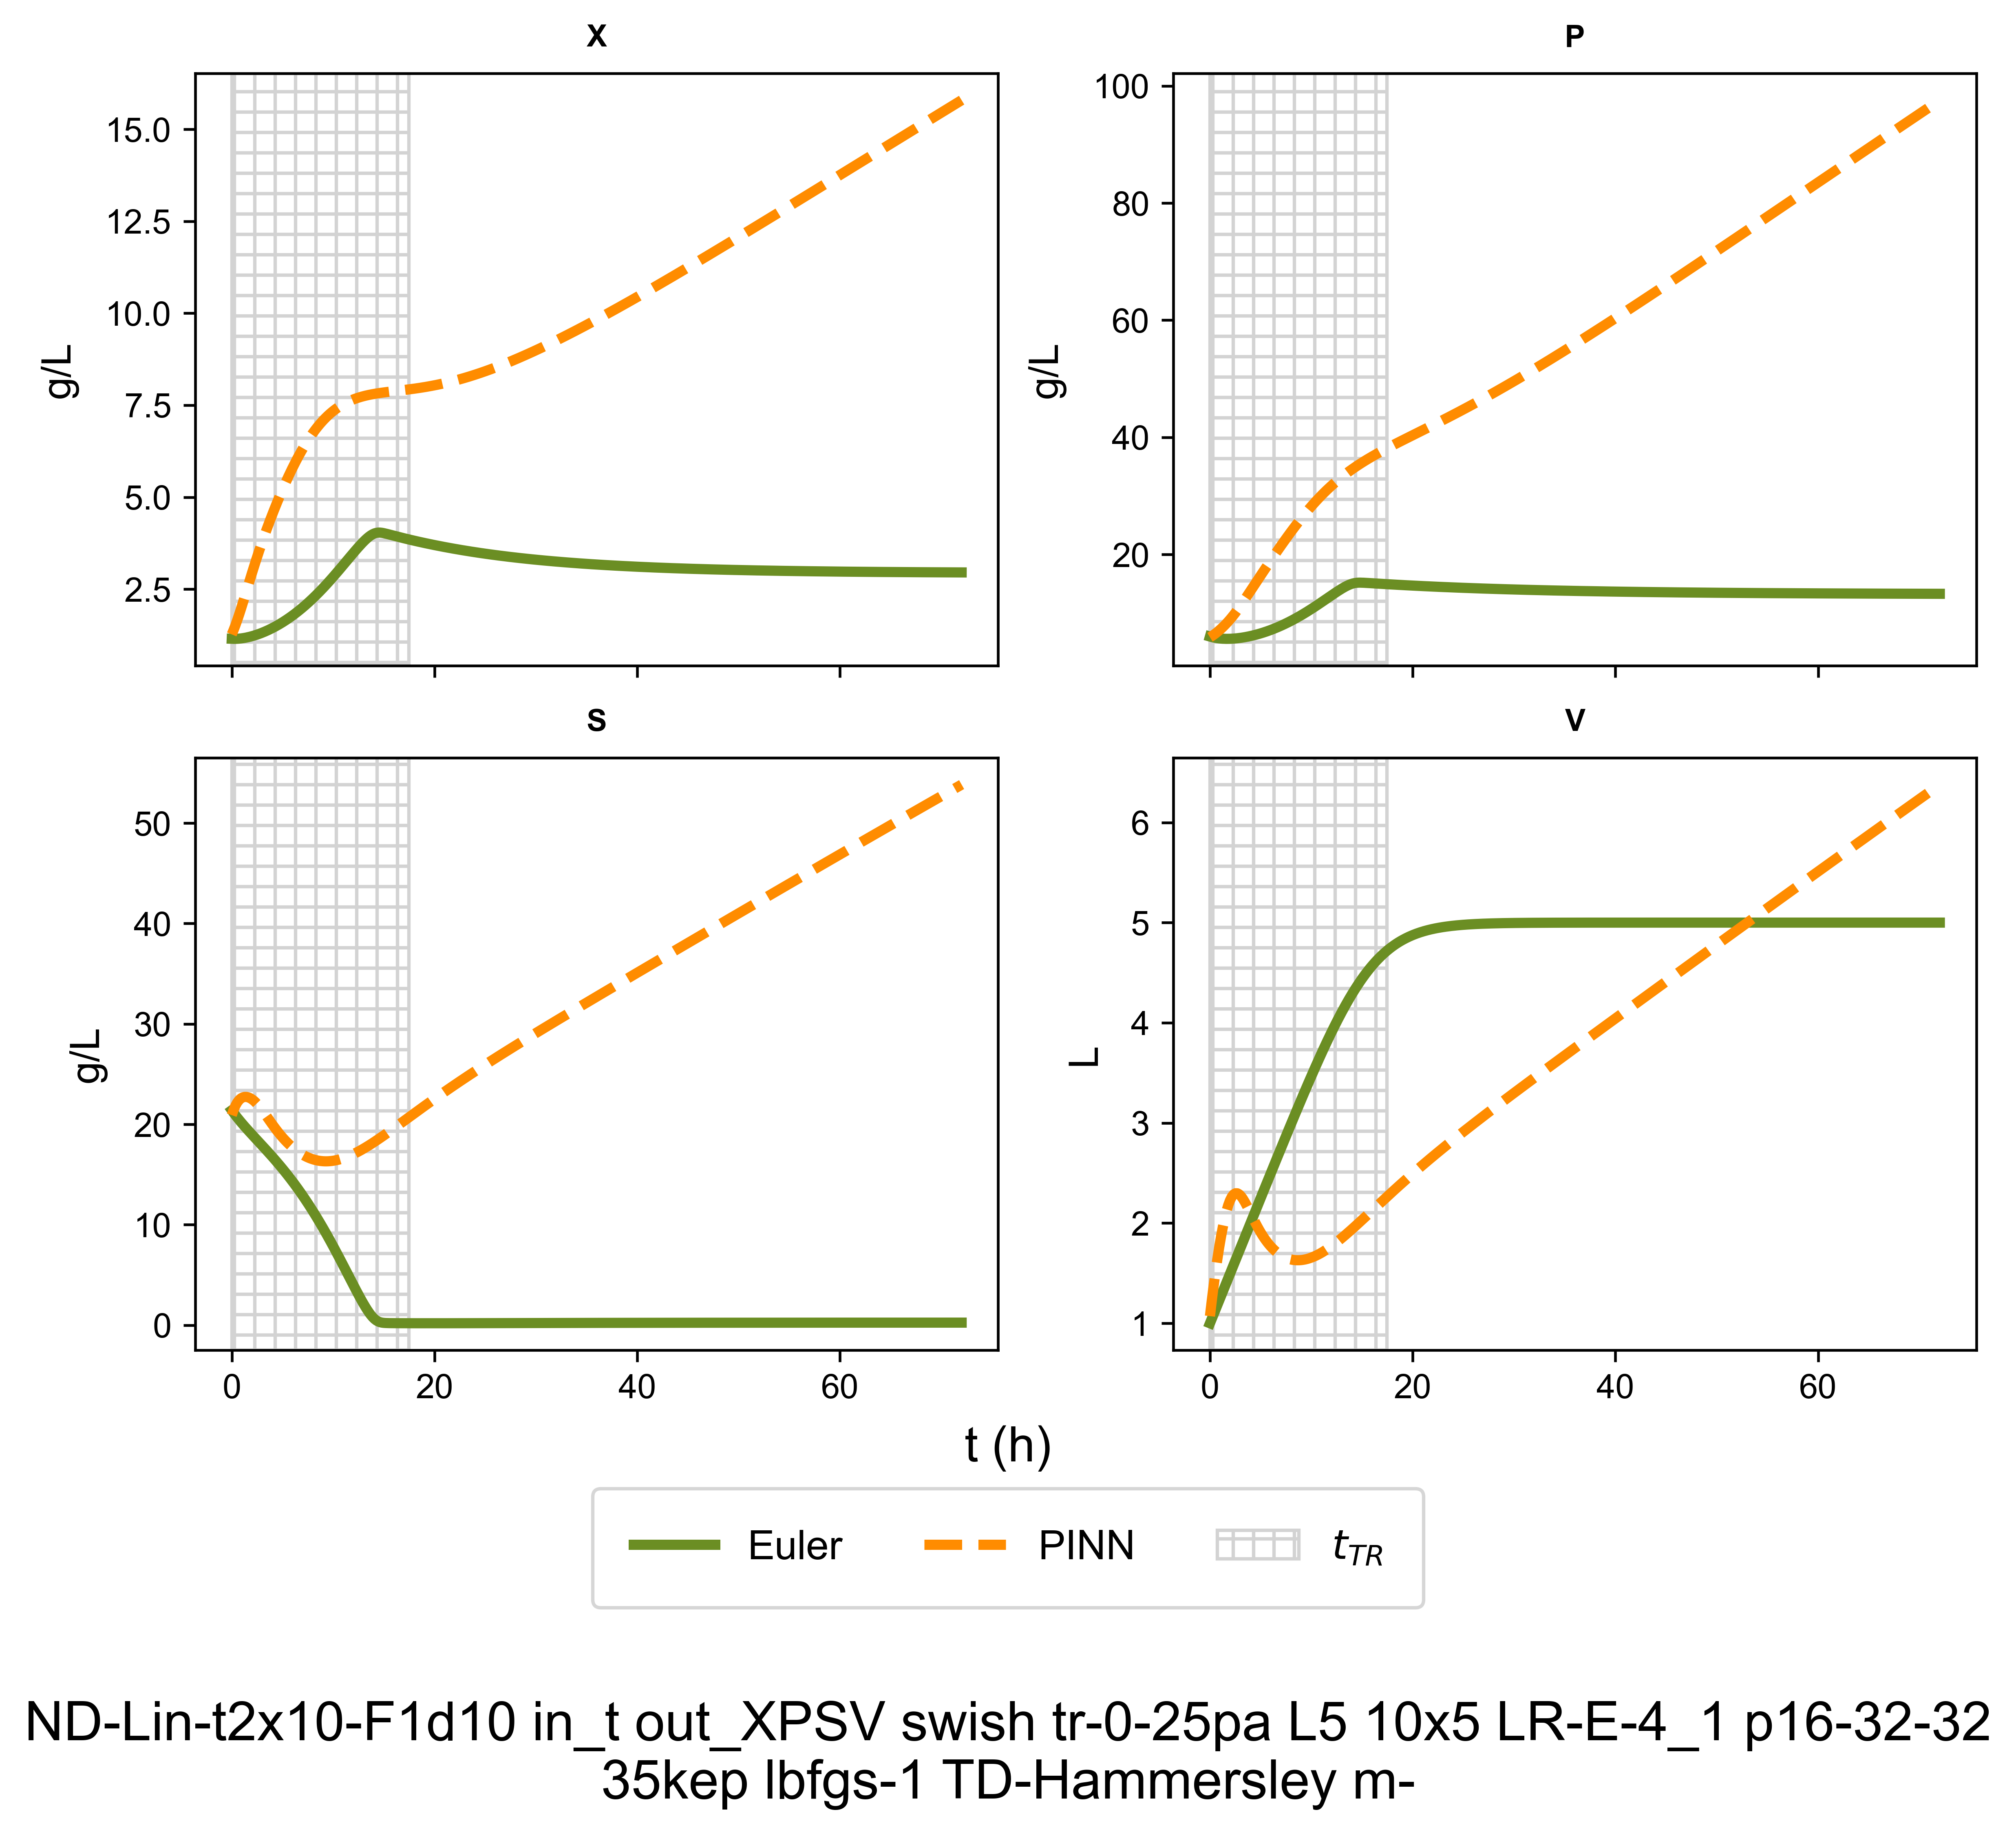 X
P
15.0
12.5
10.0
7.5
5.0
2.5
g/L
100
80
60
40
20
g/L
S
V
50
40
30
20
10
0
g/L
6
5
4
3
2
1
L
0 20 40 60
0 20 40 60
t (h)
Euler PINN t_TR
ND-Lin-t2x10-F1d10 in_t out_XPSV swish tr-0-25pa L5 10x5 LR-E-4_1 p16-32-32
35kep lbfgs-1 TD-Hammersley m-